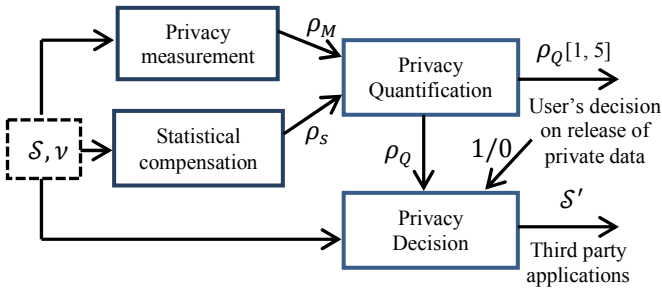 Privacy
measurement
ρ_M
Privacy
Quantification
ρ_Q[1, 5]
User's decision
on release of
private data
S, ν
Statistical
compensation
ρ_s
ρ_Q
1/0
Privacy
Decision
S′
Third party
applications